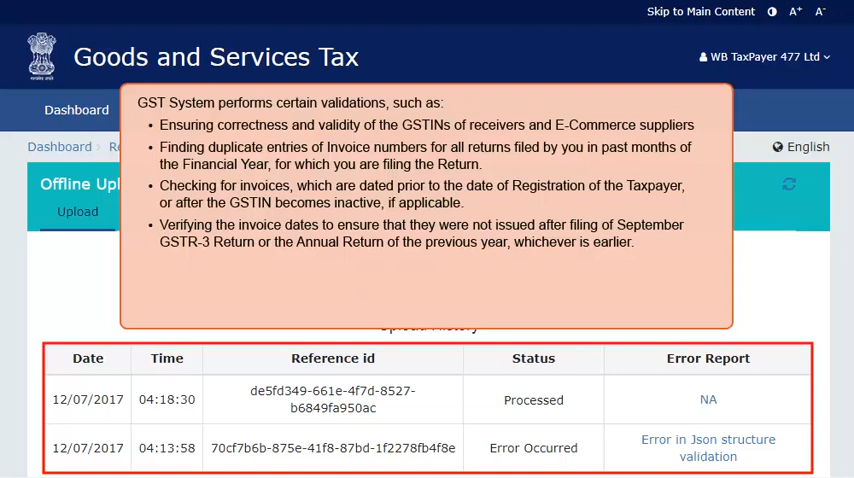 Skip to Main Content A+ A-
Goods and Services Tax
WB TaxPayer 477 Ltd
Dashboard
Dashboard > Re
English
Offline Upl
Upload
GST System performs certain validations, such as:
• Ensuring correctness and validity of the GSTINs of receivers and E-Commerce suppliers
• Finding duplicate entries of Invoice numbers for all returns filed by you in past months of
the Financial Year, for which you are filing the Return.
• Checking for invoices, which are dated prior to the date of Registration of the Taxpayer,
or after the GSTIN becomes inactive, if applicable.
• Verifying the invoice dates to ensure that they were not issued after filing of September
GSTR-3 Return or the Annual Return of the previous year, whichever is earlier.
Upload History
Date Time Reference id Status Error Report
12/07/2017 04:18:30 de5fd349-661e-4f7d-8527-
b6849fa950ac Processed NA
12/07/2017 04:13:58 70cf7b6b-875e-41f8-87bd-1f2278fb4f8e Error Occurred Error in Json structure
validation